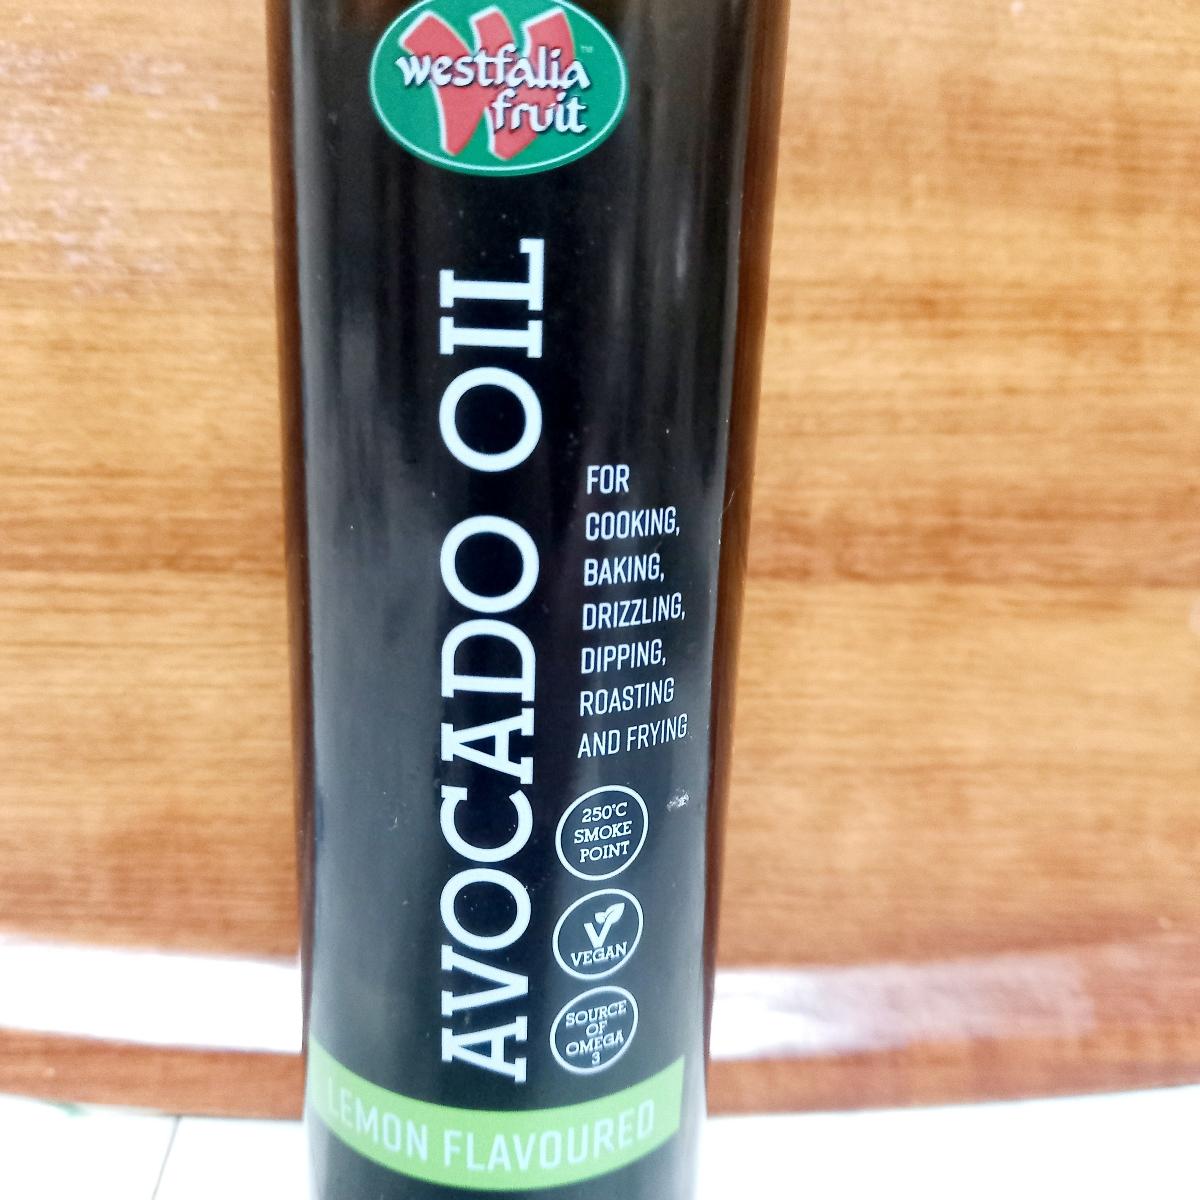 westfalia
fruit™
AVOCADO OIL
FOR
COOKING,
BAKING,
DRIZZLING,
DIPPING,
ROASTING
AND FRYING
250°C
SMOKE
POINT
VEGAN
SOURCE
OF
OMEGA
3
LEMON FLAVOURED